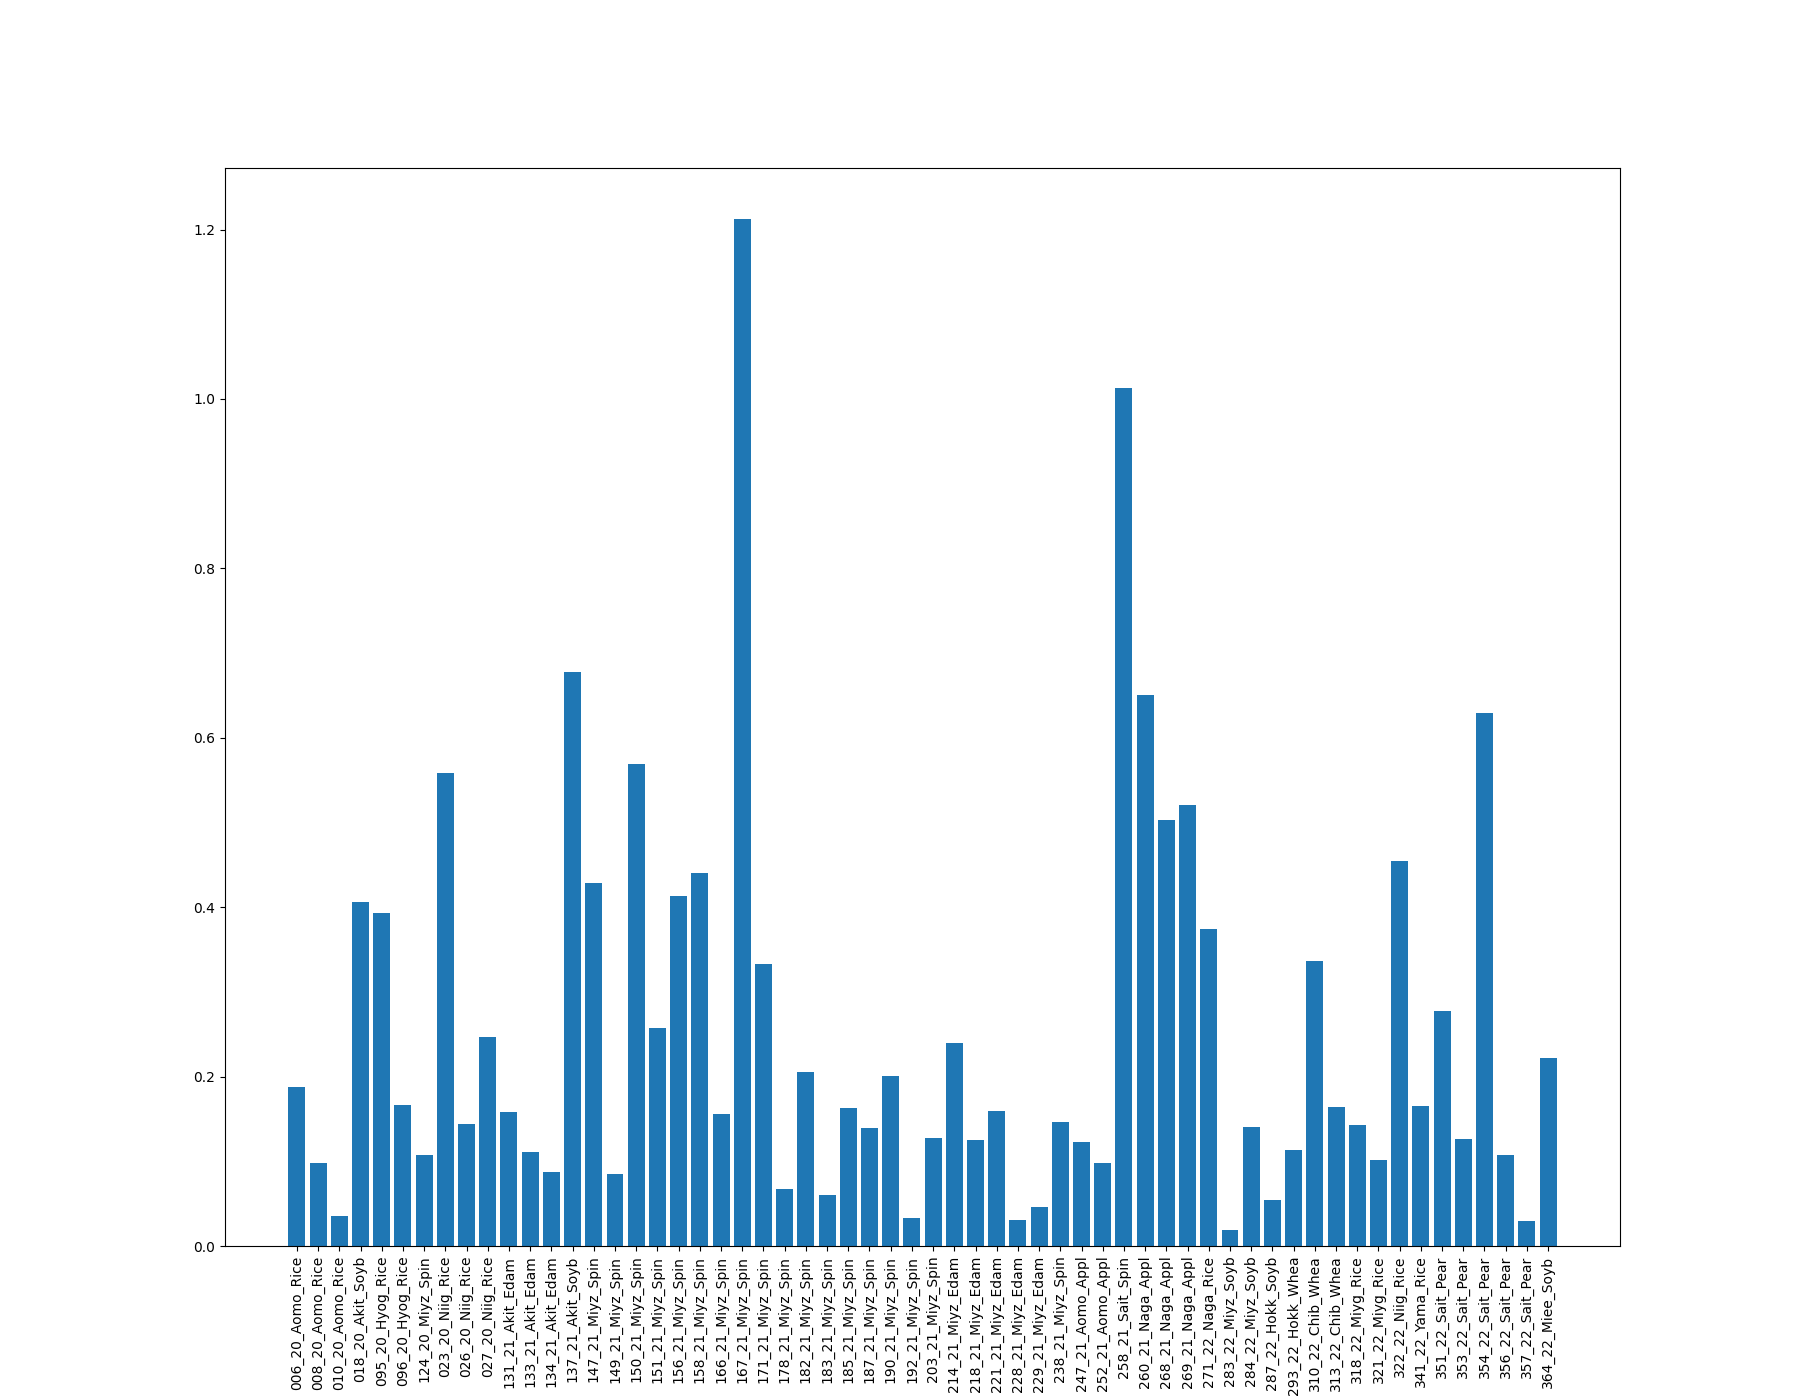 1.2
1.0
0.8
0.6
0.4
0.2
0.0
006_20_Aomo_Rice
008_20_Aomo_Rice
010_20_Aomo_Rice
018_20_Akit_Soyb
095_20_Hyog_Rice
096_20_Hyog_Rice
124_20_Miyz_Spin
023_20_Niig_Rice
026_20_Niig_Rice
027_20_Niig_Rice
131_21_Akit_Edam
133_21_Akit_Edam
134_21_Akit_Edam
137_21_Akit_Soyb
147_21_Miyz_Spin
149_21_Miyz_Spin
150_21_Miyz_Spin
151_21_Miyz_Spin
156_21_Miyz_Spin
158_21_Miyz_Spin
166_21_Miyz_Spin
167_21_Miyz_Spin
171_21_Miyz_Spin
178_21_Miyz_Spin
182_21_Miyz_Spin
183_21_Miyz_Spin
185_21_Miyz_Spin
187_21_Miyz_Spin
190_21_Miyz_Spin
192_21_Miyz_Spin
203_21_Miyz_Spin
214_21_Miyz_Edam
218_21_Miyz_Edam
221_21_Miyz_Edam
228_21_Miyz_Edam
229_21_Miyz_Edam
238_21_Miyz_Spin
247_21_Aomo_Appl
252_21_Aomo_Appl
258_21_Sait_Spin
260_21_Naga_Appl
268_21_Naga_Appl
269_21_Naga_Appl
271_22_Naga_Rice
283_22_Miyz_Soyb
284_22_Miyz_Soyb
287_22_Hokk_Soyb
293_22_Hokk_Whea
310_22_Chib_Whea
313_22_Chib_Whea
318_22_Miyg_Rice
321_22_Miyg_Rice
322_22_Niig_Rice
341_22_Yama_Rice
351_22_Sait_Pear
353_22_Sait_Pear
354_22_Sait_Pear
356_22_Sait_Pear
357_22_Sait_Pear
364_22_Miee_Soyb